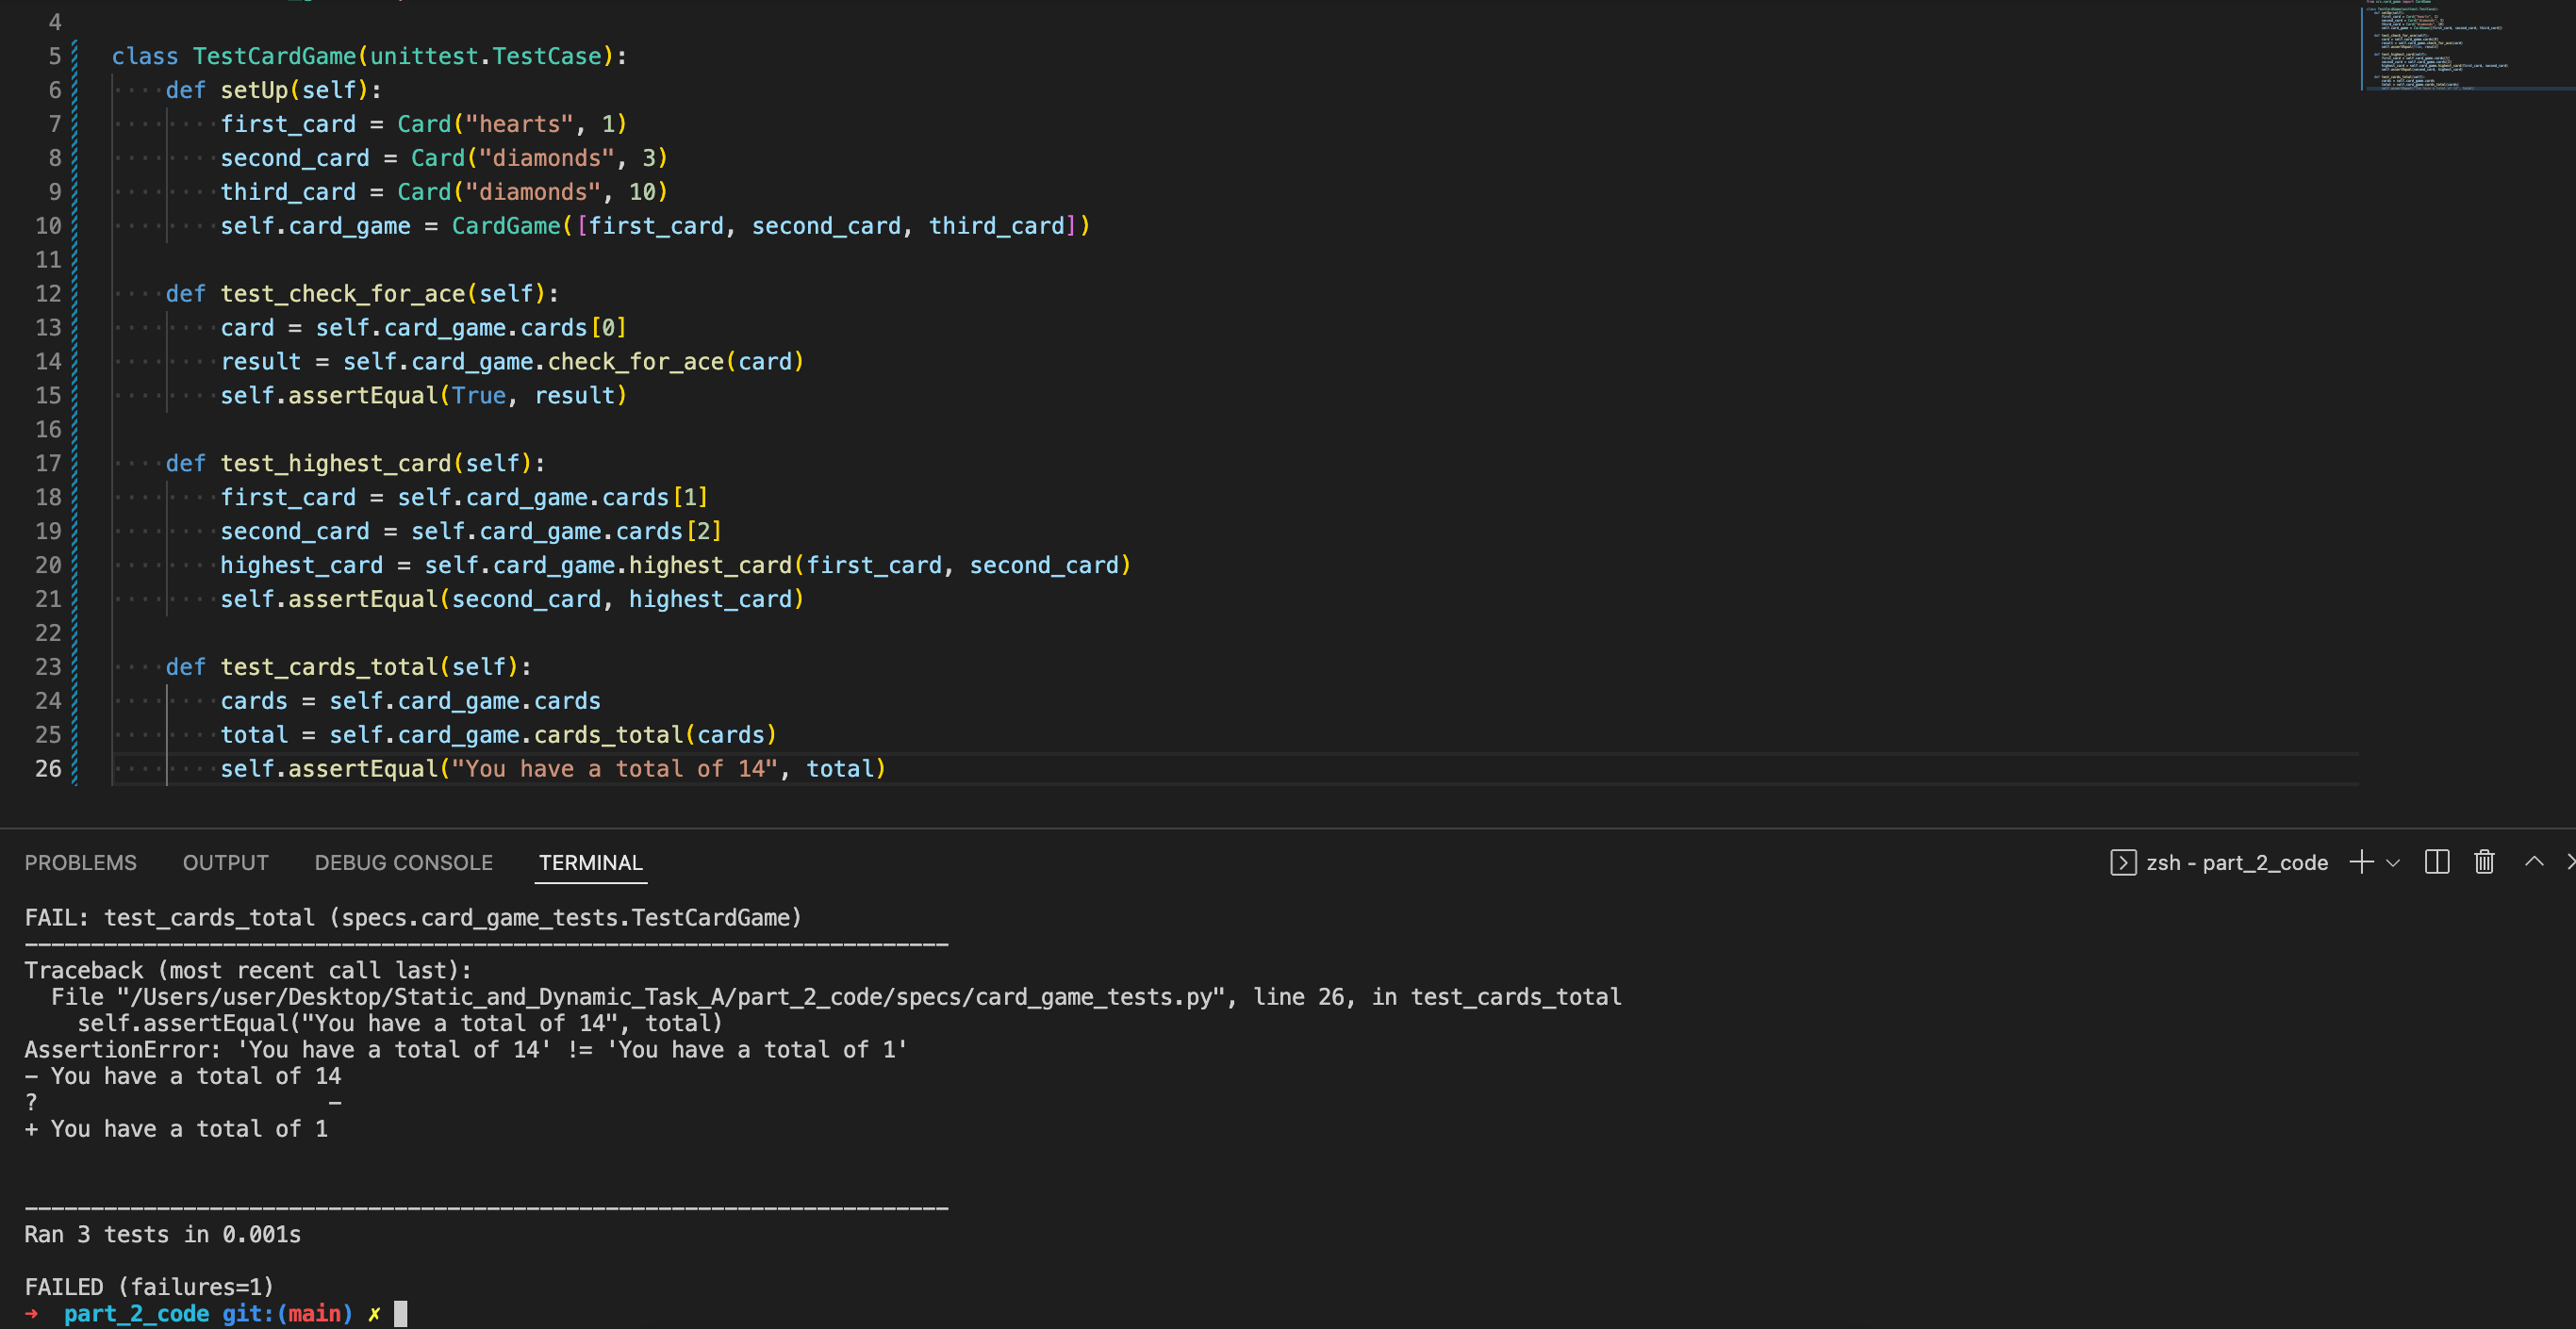 4
5 class TestCardGame(unittest.TestCase):
6     def setUp(self):
7         first_card = Card("hearts", 1)
8         second_card = Card("diamonds", 3)
9         third_card = Card("diamonds", 10)
10         self.card_game = CardGame([first_card, second_card, third_card])
11
12     def test_check_for_ace(self):
13         card = self.card_game.cards[0]
14         result = self.card_game.check_for_ace(card)
15         self.assertEqual(True, result)
16
17     def test_highest_card(self):
18         first_card = self.card_game.cards[1]
19         second_card = self.card_game.cards[2]
20         highest_card = self.card_game.highest_card(first_card, second_card)
21         self.assertEqual(second_card, highest_card)
22
23     def test_cards_total(self):
24         cards = self.card_game.cards
25         total = self.card_game.cards_total(cards)
26         self.assertEqual("You have a total of 14", total)
PROBLEMS OUTPUT DEBUG CONSOLE TERMINAL zsh - part_2_code
FAIL: test_cards_total (specs.card_game_tests.TestCardGame)
----------------------------------------------------------------------
Traceback (most recent call last):
  File "/Users/user/Desktop/Static_and_Dynamic_Task_A/part_2_code/specs/card_game_tests.py", line 26, in test_cards_total
    self.assertEqual("You have a total of 14", total)
AssertionError: 'You have a total of 14' != 'You have a total of 1'
- You have a total of 14
?                      -
+ You have a total of 1
----------------------------------------------------------------------
Ran 3 tests in 0.001s
FAILED (failures=1)
➜  part_2_code git:(main) ✗